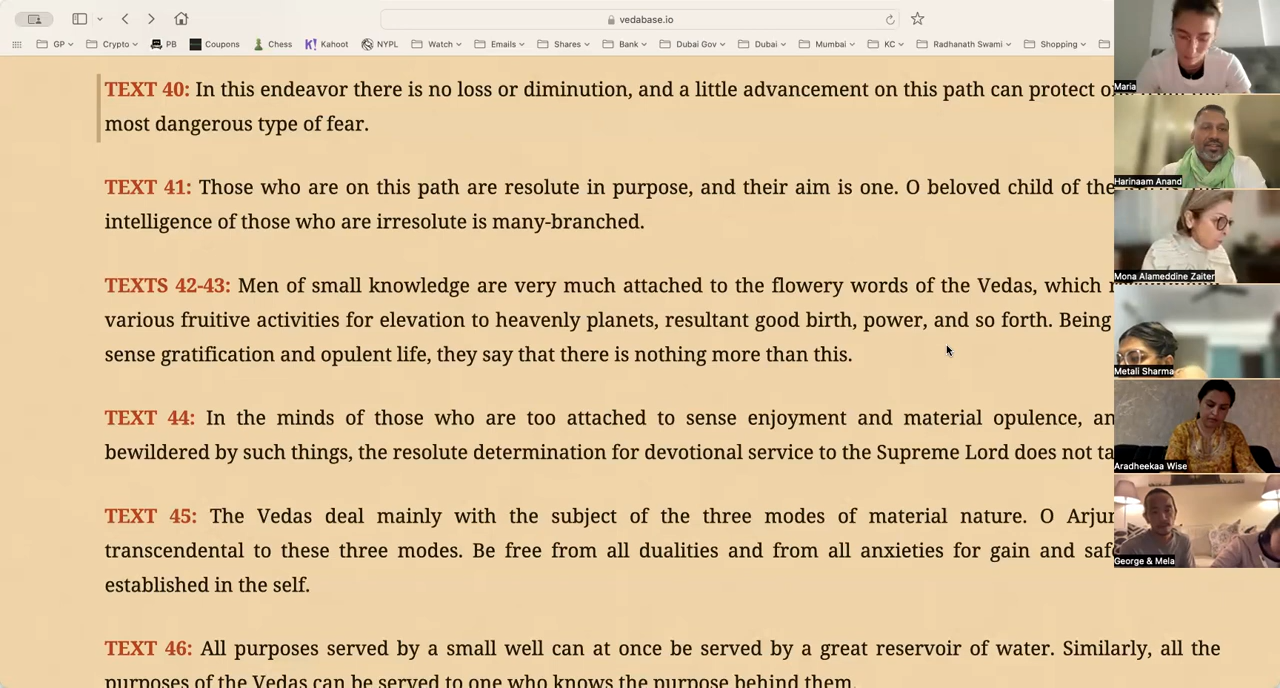 vedabase.io
GP
Crypto
PB
Coupons
Chess
K! Kahoot
NYPL
Watch
Emails
Shares
Bank
Dubai Gov
Dubai
Mumbai
KC
Radhanath Swami
Shopping
TEXT 40: In this endeavor there is no loss or diminution, and a little advancement on this path can protect
most dangerous type of fear.
TEXT 41: Those who are on this path are resolute in purpose, and their aim is one. O beloved child of the
intelligence of those who are irresolute is many-branched.
TEXTS 42-43: Men of small knowledge are very much attached to the flowery words of the Vedas, which
various fruitive activities for elevation to heavenly planets, resultant good birth, power, and so forth. Being
sense gratification and opulent life, they say that there is nothing more than this.
TEXT 44: In the minds of those who are too attached to sense enjoyment and material opulence,
bewildered by such things, the resolute determination for devotional service to the Supreme Lord does not
TEXT 45: The Vedas deal mainly with the subject of the three modes of material nature. O
transcendental to these three modes. Be free from all dualities and from all anxieties for gain and
established in the self.
TEXT 46: All purposes served by a small well can at once be served by a great reservoir of water. Similarly, all the
purposes of the Vedas can be served to one who knows the purpose behind them.
Maria
Harinaam Anand
Mona Alameddine Zaiter
Metali Sharma
Aradheekaa Wise
George & Mela